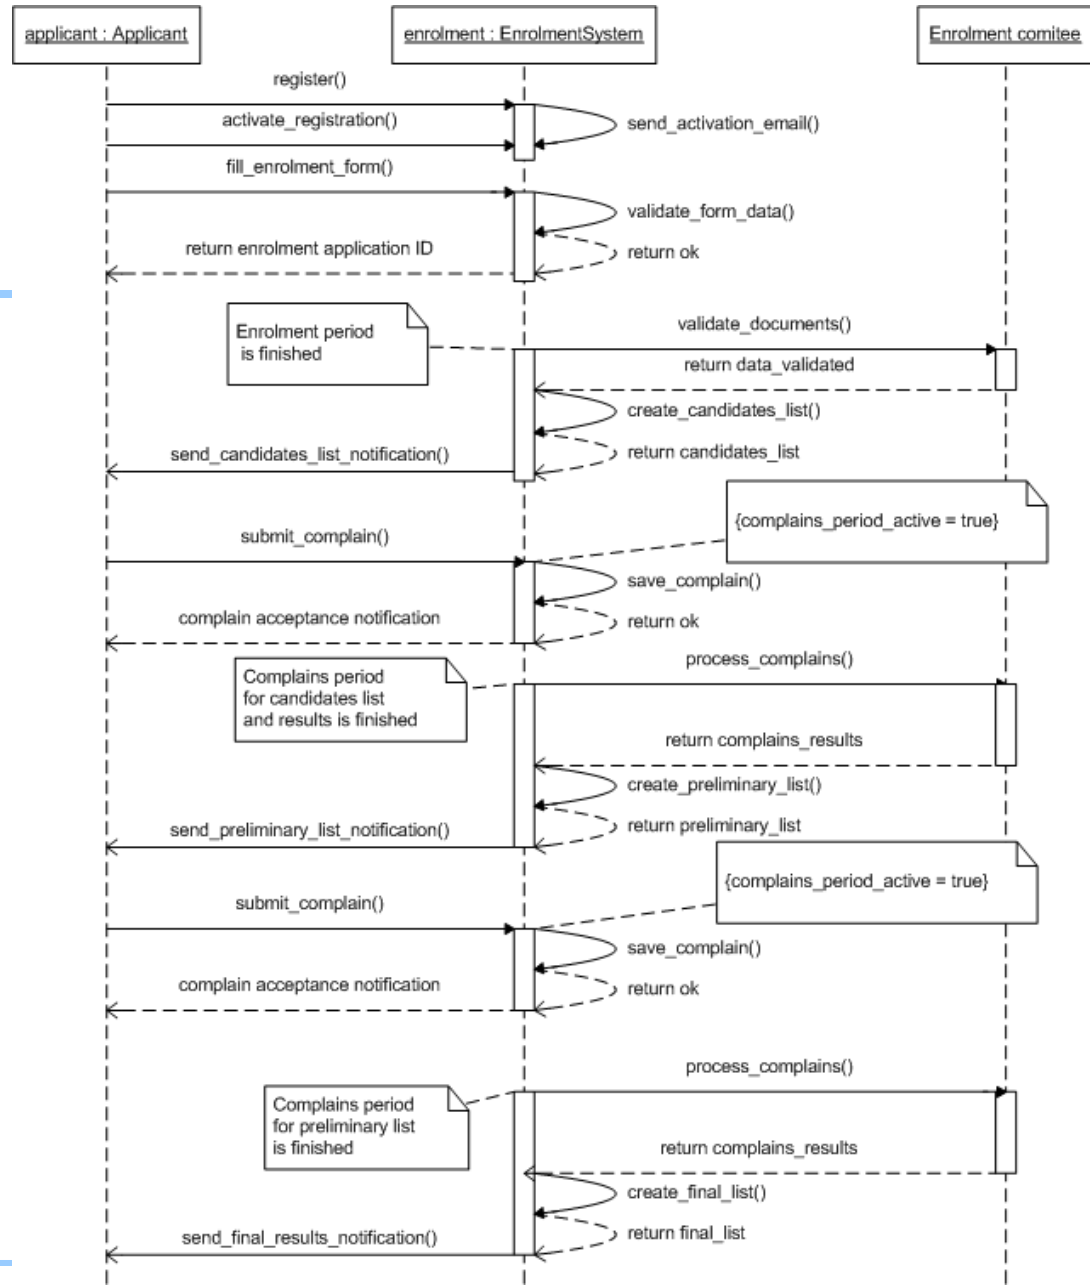 applicant : Applicant
enrolment : EnrolmentSystem
Enrolment comitee
register()
activate_registration()
send_activation_email()
fill_enrolment_form()
validate_form_data()
return enrolment application ID
return ok
Enrolment period
is finished
validate_documents()
return data_validated
create_candidates_list()
send_candidates_list_notification()
return candidates_list
{complains_period_active = true}
submit_complain()
save_complain()
complain acceptance notification
return ok
Complains period
for candidates list
and results is finished
process_complains()
return complains_results
create_preliminary_list()
send_preliminary_list_notification()
return preliminary_list
{complains_period_active = true}
submit_complain()
save_complain()
complain acceptance notification
return ok
process_complains()
Complains period
for preliminary list
is finished
return complains_results
create_final_list()
send_final_results_notification()
return final_list